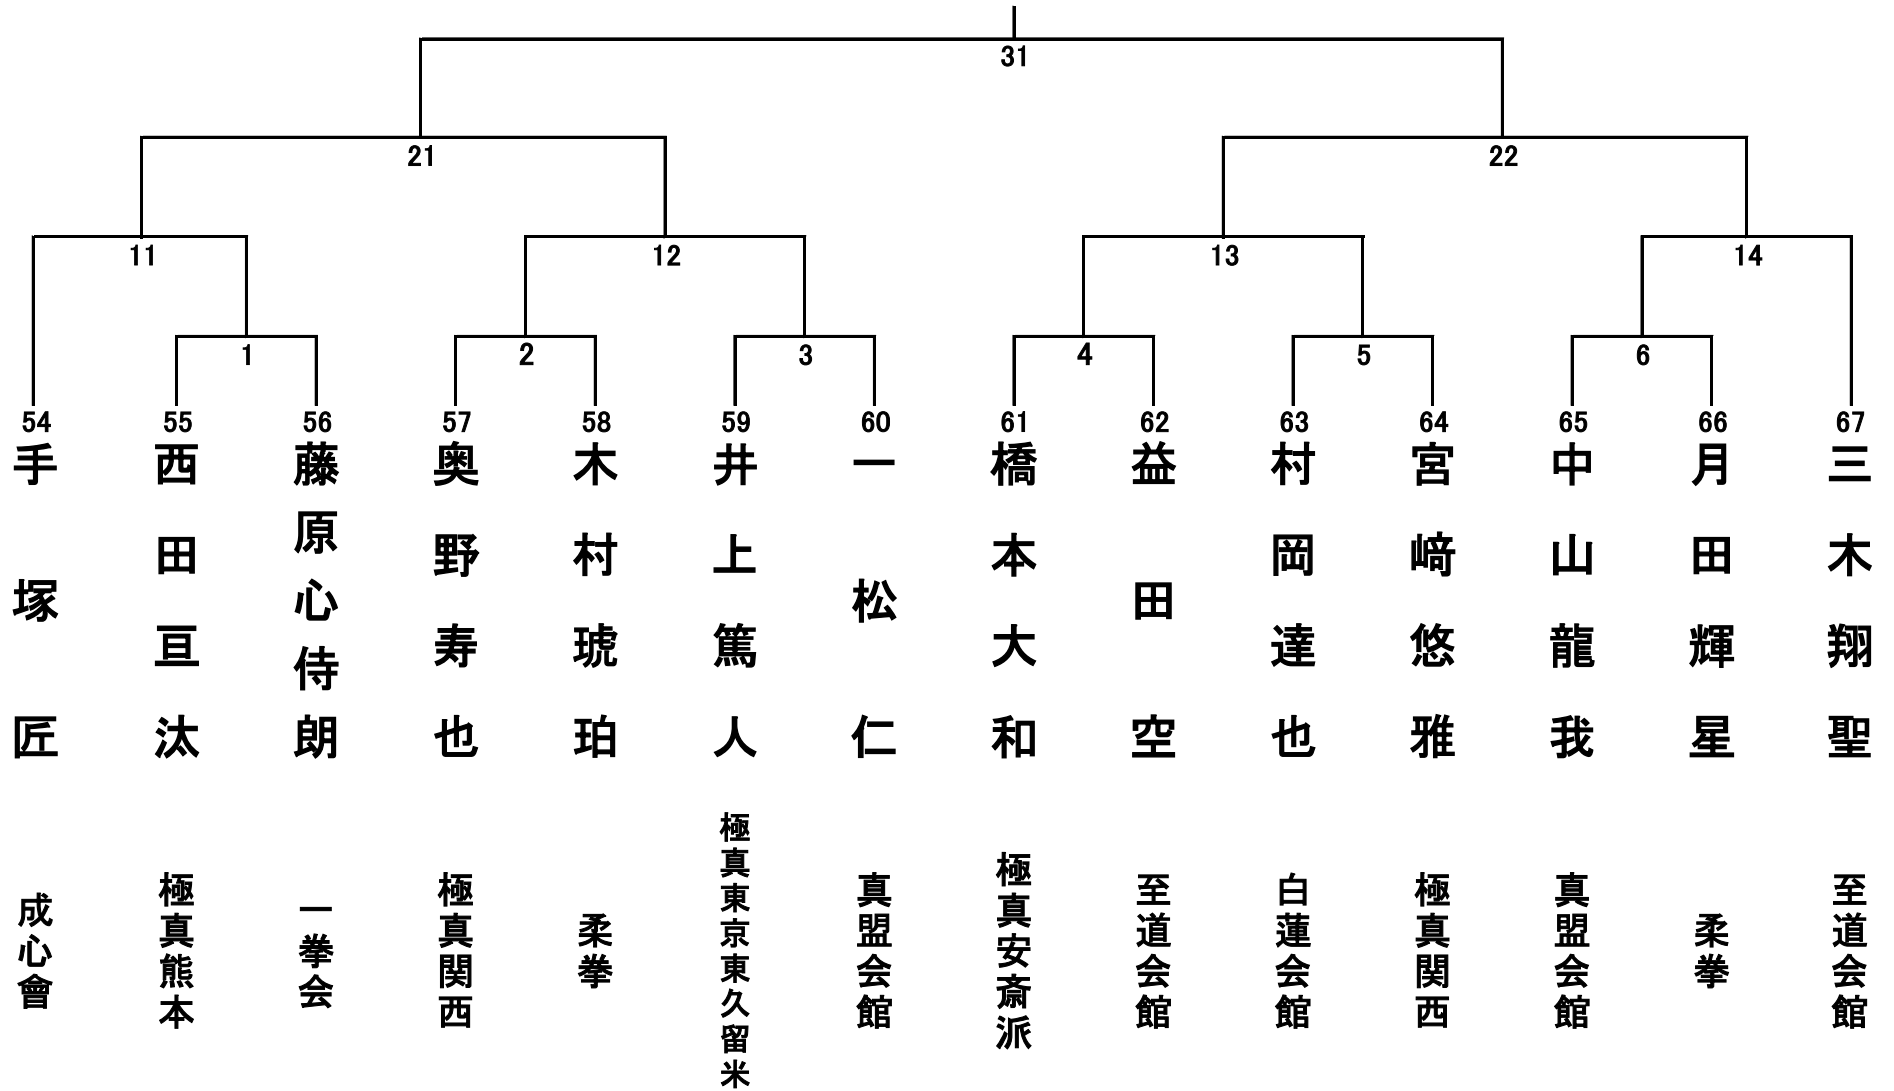 31
21
22
11
12
13
14
1
2
3
4
5
6
54
55
56
57
58
59
60
61
62
63
64
65
66
67
手塚匠
西田亘汰
藤原心侍朗
奥野寿也
木村琥珀
井上篤人
一松仁
橋本大和
益田空
村岡達也
宮﨑悠雅
中山龍我
月田輝星
三木翔聖
成心會
極真熊本
一拳会
極真関西
柔拳
極真東京東久留米
真盟会館
極真安斎派
至道会館
白蓮会館
極真関西
真盟会館
柔拳
至道会館